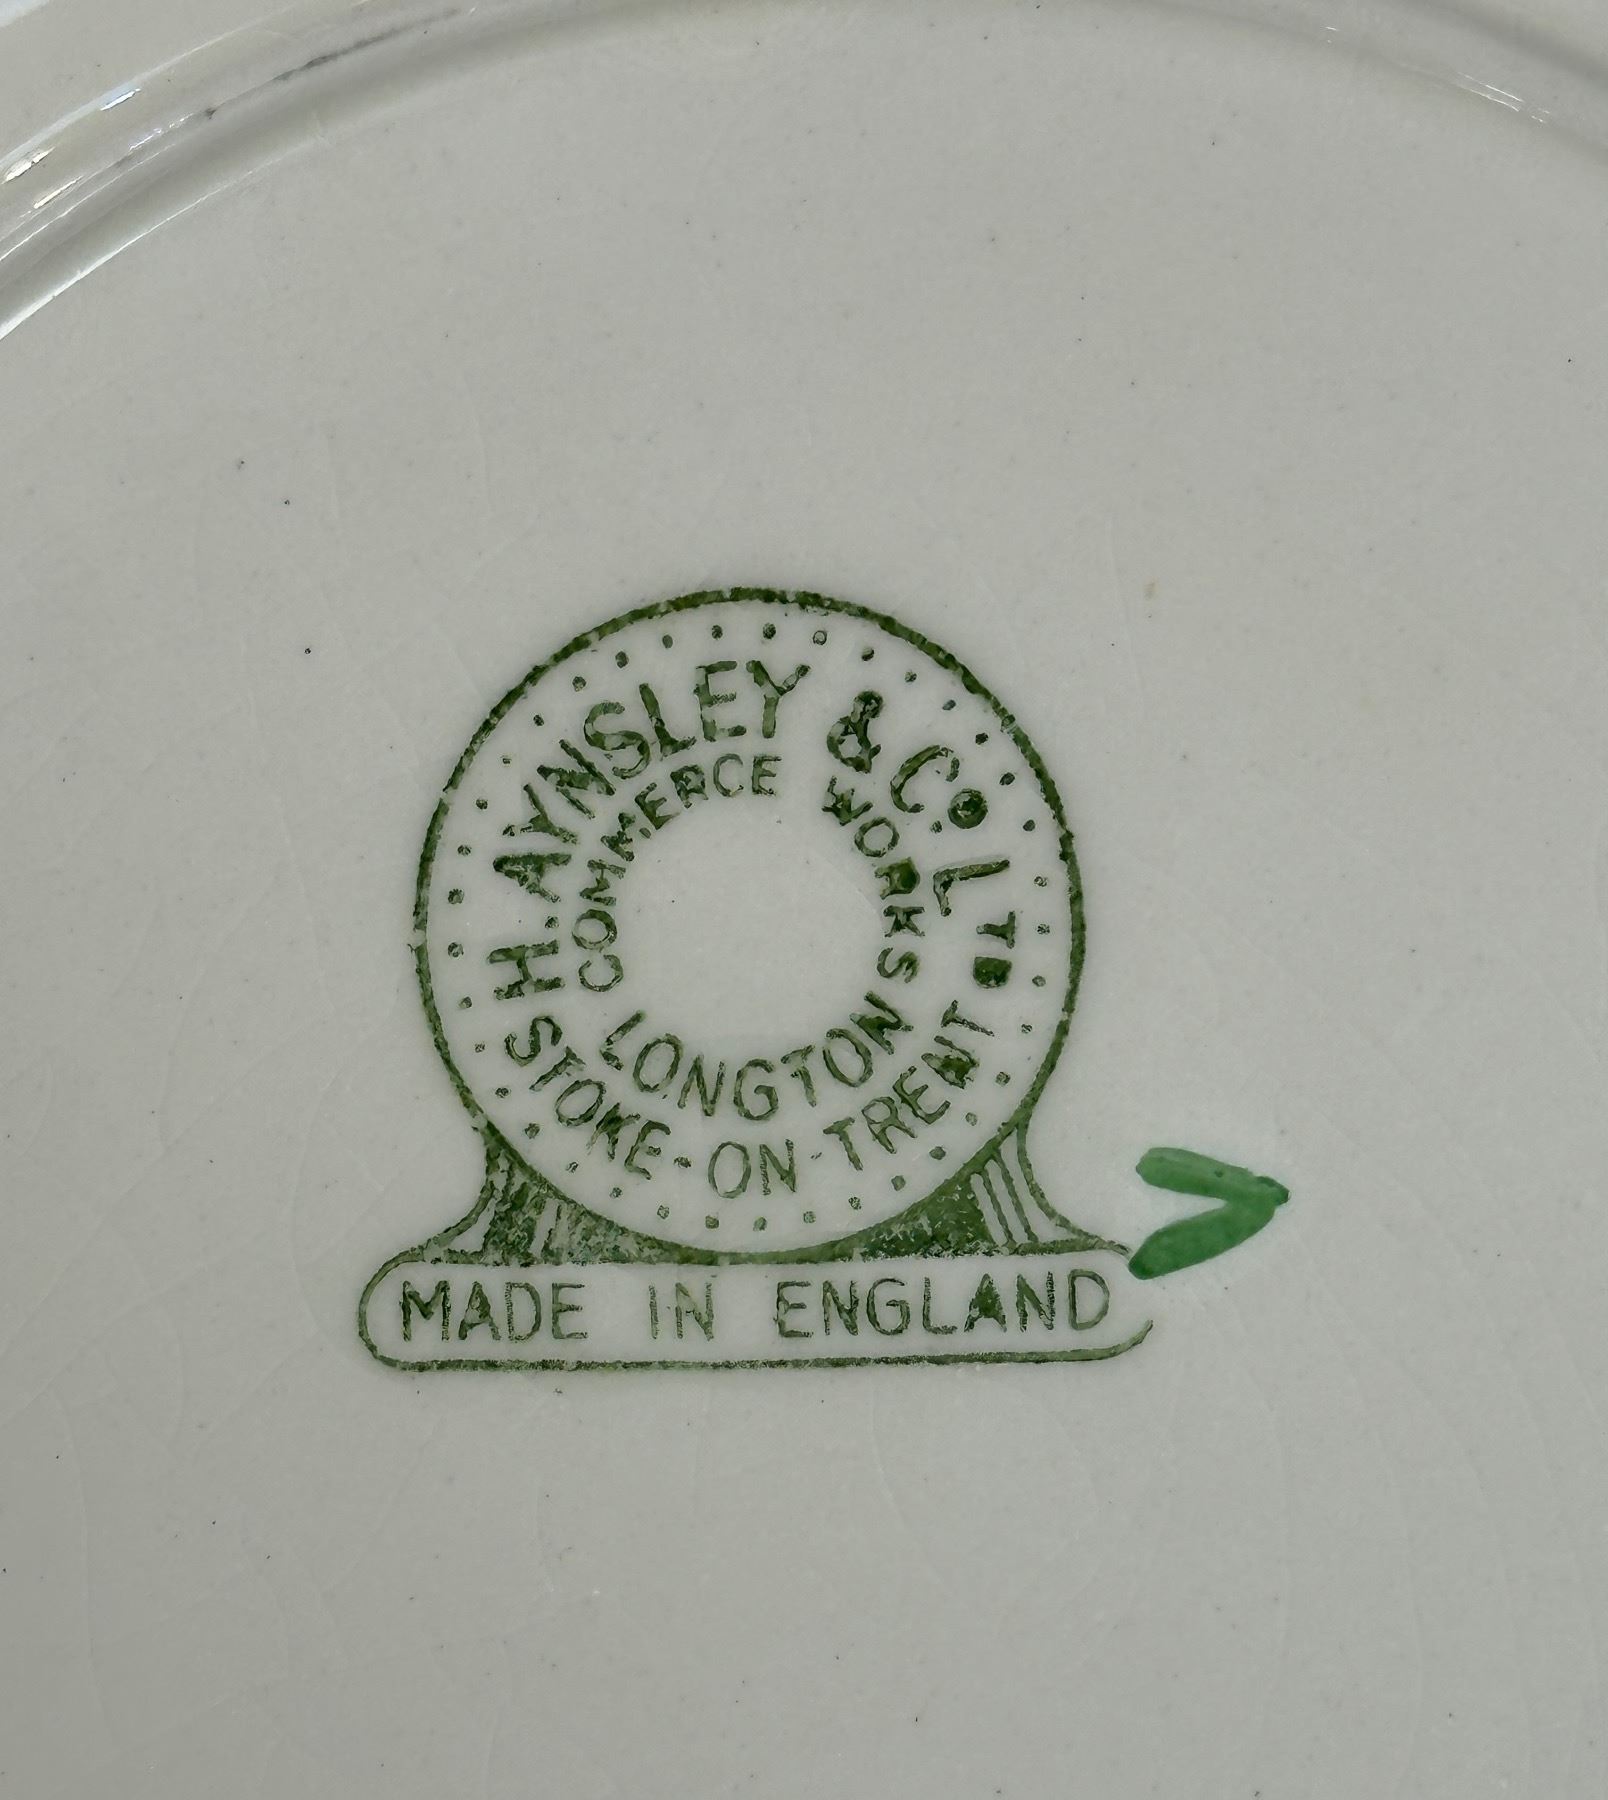 H. AYNSLEY & Co. LTD
COMMERCE WORKS
LONGTON
STOKE-ON-TRENT
MADE IN ENGLAND